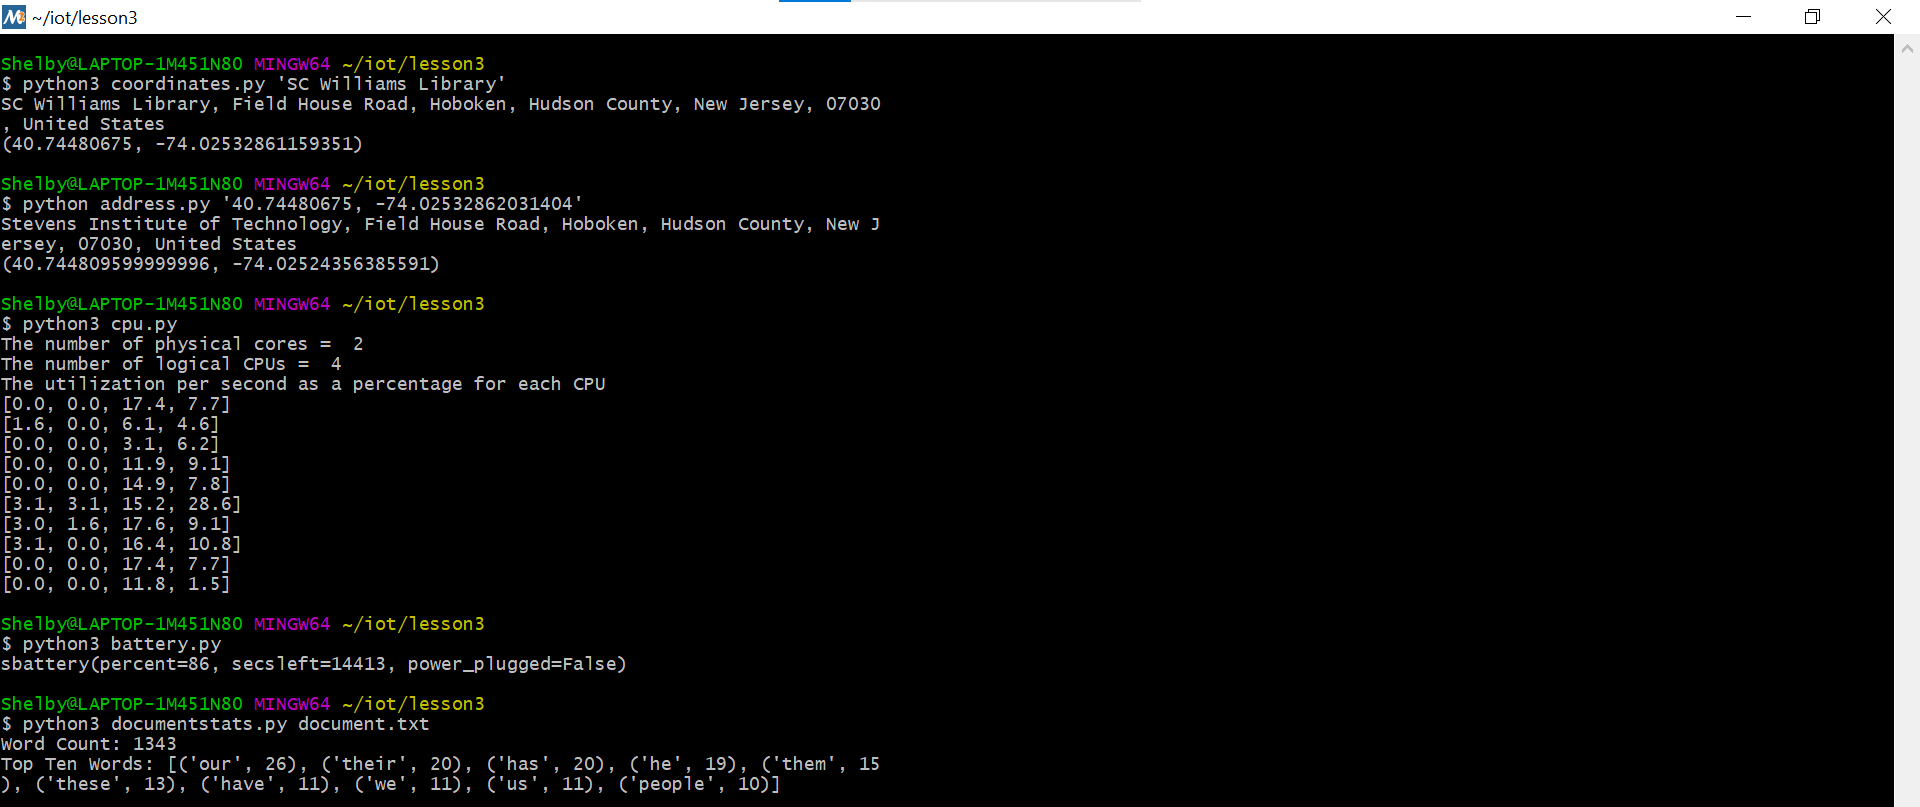 ~/iot/lesson3
Shelby@LAPTOP-1M451N80 MINGW64 ~/iot/lesson3
$ python3 coordinates.py 'SC Williams Library'
SC Williams Library, Field House Road, Hoboken, Hudson County, New Jersey, 07030
, United States
(40.74480675, -74.02532861159351)
Shelby@LAPTOP-1M451N80 MINGW64 ~/iot/lesson3
$ python address.py '40.74480675, -74.02532862031404'
Stevens Institute of Technology, Field House Road, Hoboken, Hudson County, New J
ersey, 07030, United States
(40.744809599999996, -74.02524356385591)
Shelby@LAPTOP-1M451N80 MINGW64 ~/iot/lesson3
$ python3 cpu.py
The number of physical cores =  2
The number of logical CPUs =  4
The utilization per second as a percentage for each CPU
[0.0, 0.0, 17.4, 7.7]
[1.6, 0.0, 6.1, 4.6]
[0.0, 0.0, 3.1, 6.2]
[0.0, 0.0, 11.9, 9.1]
[0.0, 0.0, 14.9, 7.8]
[3.1, 3.1, 15.2, 28.6]
[3.0, 1.6, 17.6, 9.1]
[3.1, 0.0, 16.4, 10.8]
[0.0, 0.0, 17.4, 7.7]
[0.0, 0.0, 11.8, 1.5]
Shelby@LAPTOP-1M451N80 MINGW64 ~/iot/lesson3
$ python3 battery.py
sbattery(percent=86, secsleft=14413, power_plugged=False)
Shelby@LAPTOP-1M451N80 MINGW64 ~/iot/lesson3
$ python3 documentstats.py document.txt
Word Count: 1343
Top Ten Words: [('our', 26), ('their', 20), ('has', 20), ('he', 19), ('them', 15
), ('these', 13), ('have', 11), ('we', 11), ('us', 11), ('people', 10)]